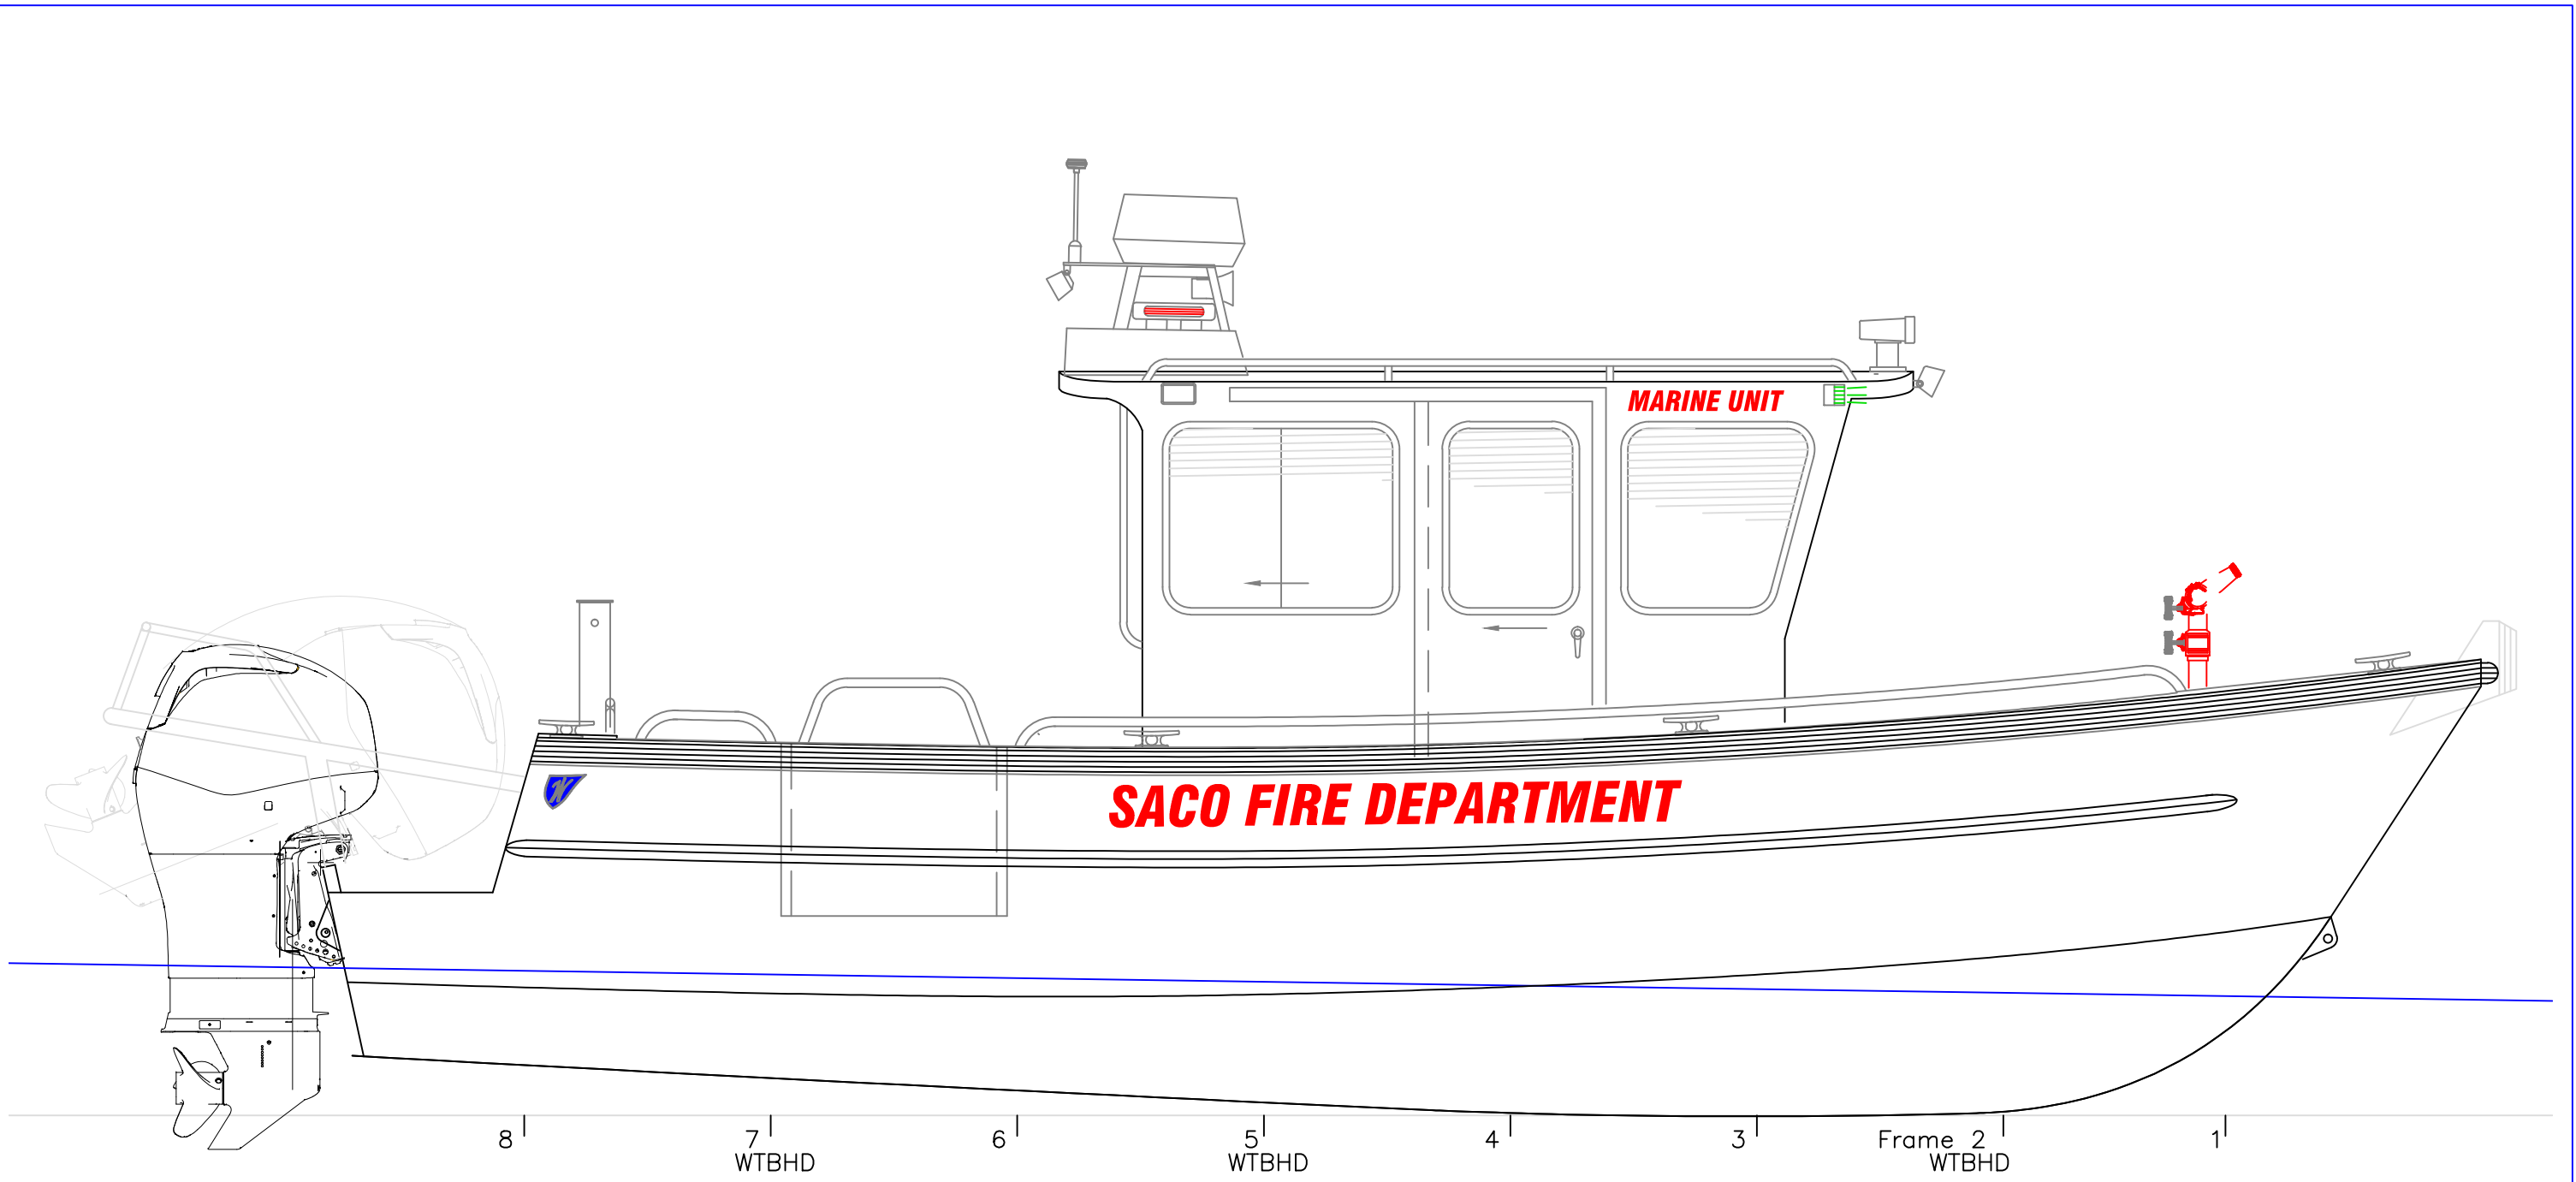 MARINE UNIT
SACO FIRE DEPARTMENT
N
8 7 6 5 4 3 Frame 2 1
WTBHD WTBHD WTBHD